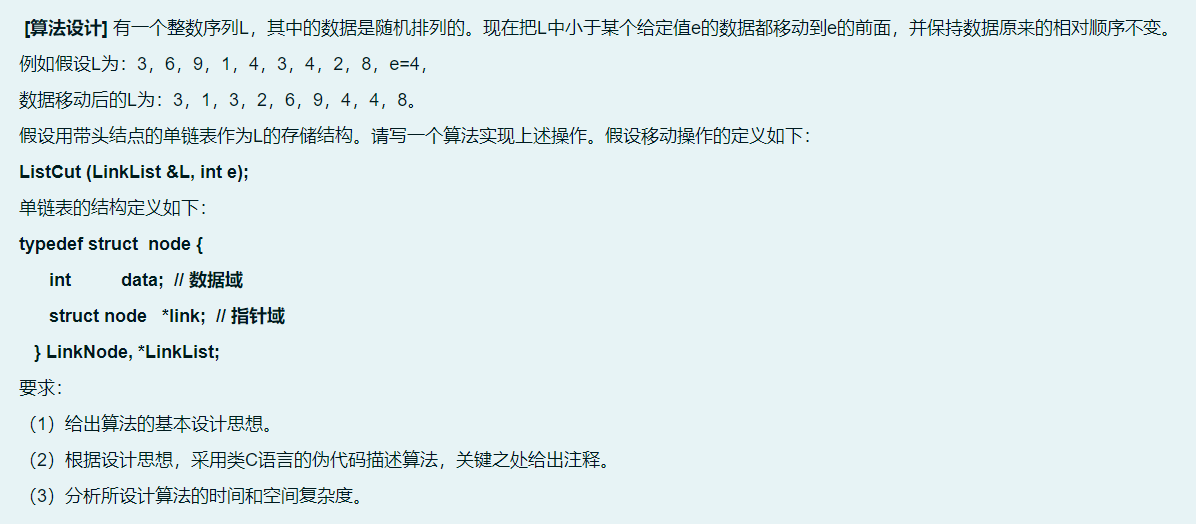 [算法设计] 有一个整数序列L，其中的数据是随机排列的。现在把L中小于某个给定值e的数据都移动到e的前面，并保持数据原来的相对顺序不变。
例如假设L为：3，6，9，1，4，3，4，2，8，e=4，
数据移动后的L为：3，1，3，2，6，9，4，4，8。
假设用带头结点的单链表作为L的存储结构。请写一个算法实现上述操作。假设移动操作的定义如下：
ListCut (LinkList &L, int e);
单链表的结构定义如下：
typedef struct node {
int data; // 数据域
struct node *link; // 指针域
} LinkNode, *LinkList;
要求：
（1）给出算法的基本设计思想。
（2）根据设计思想，采用类C语言的伪代码描述算法，关键之处给出注释。
（3）分析所设计算法的时间和空间复杂度。